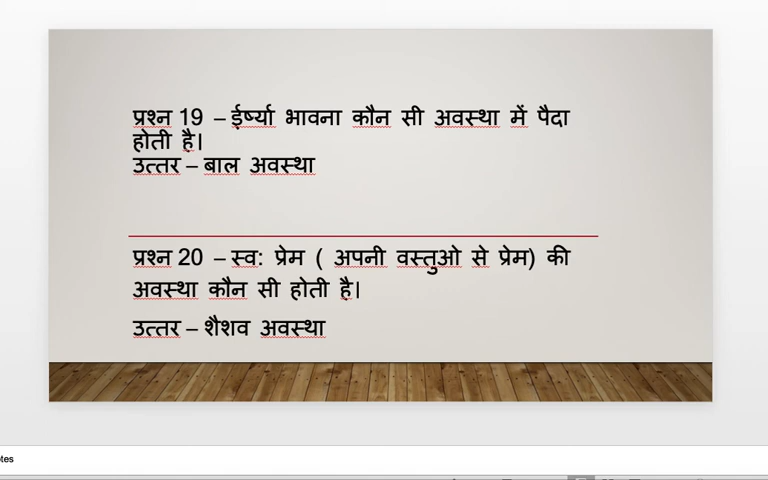 प्रश्न 19 – ईर्ष्या भावना कौन सी अवस्था में पैदा
होती है।
उत्तर – बाल अवस्था
प्रश्न 20 – स्व: प्रेम ( अपनी वस्तुओ से प्रेम) की
अवस्था कौन सी होती है।
उत्तर – शैशव अवस्था
otes